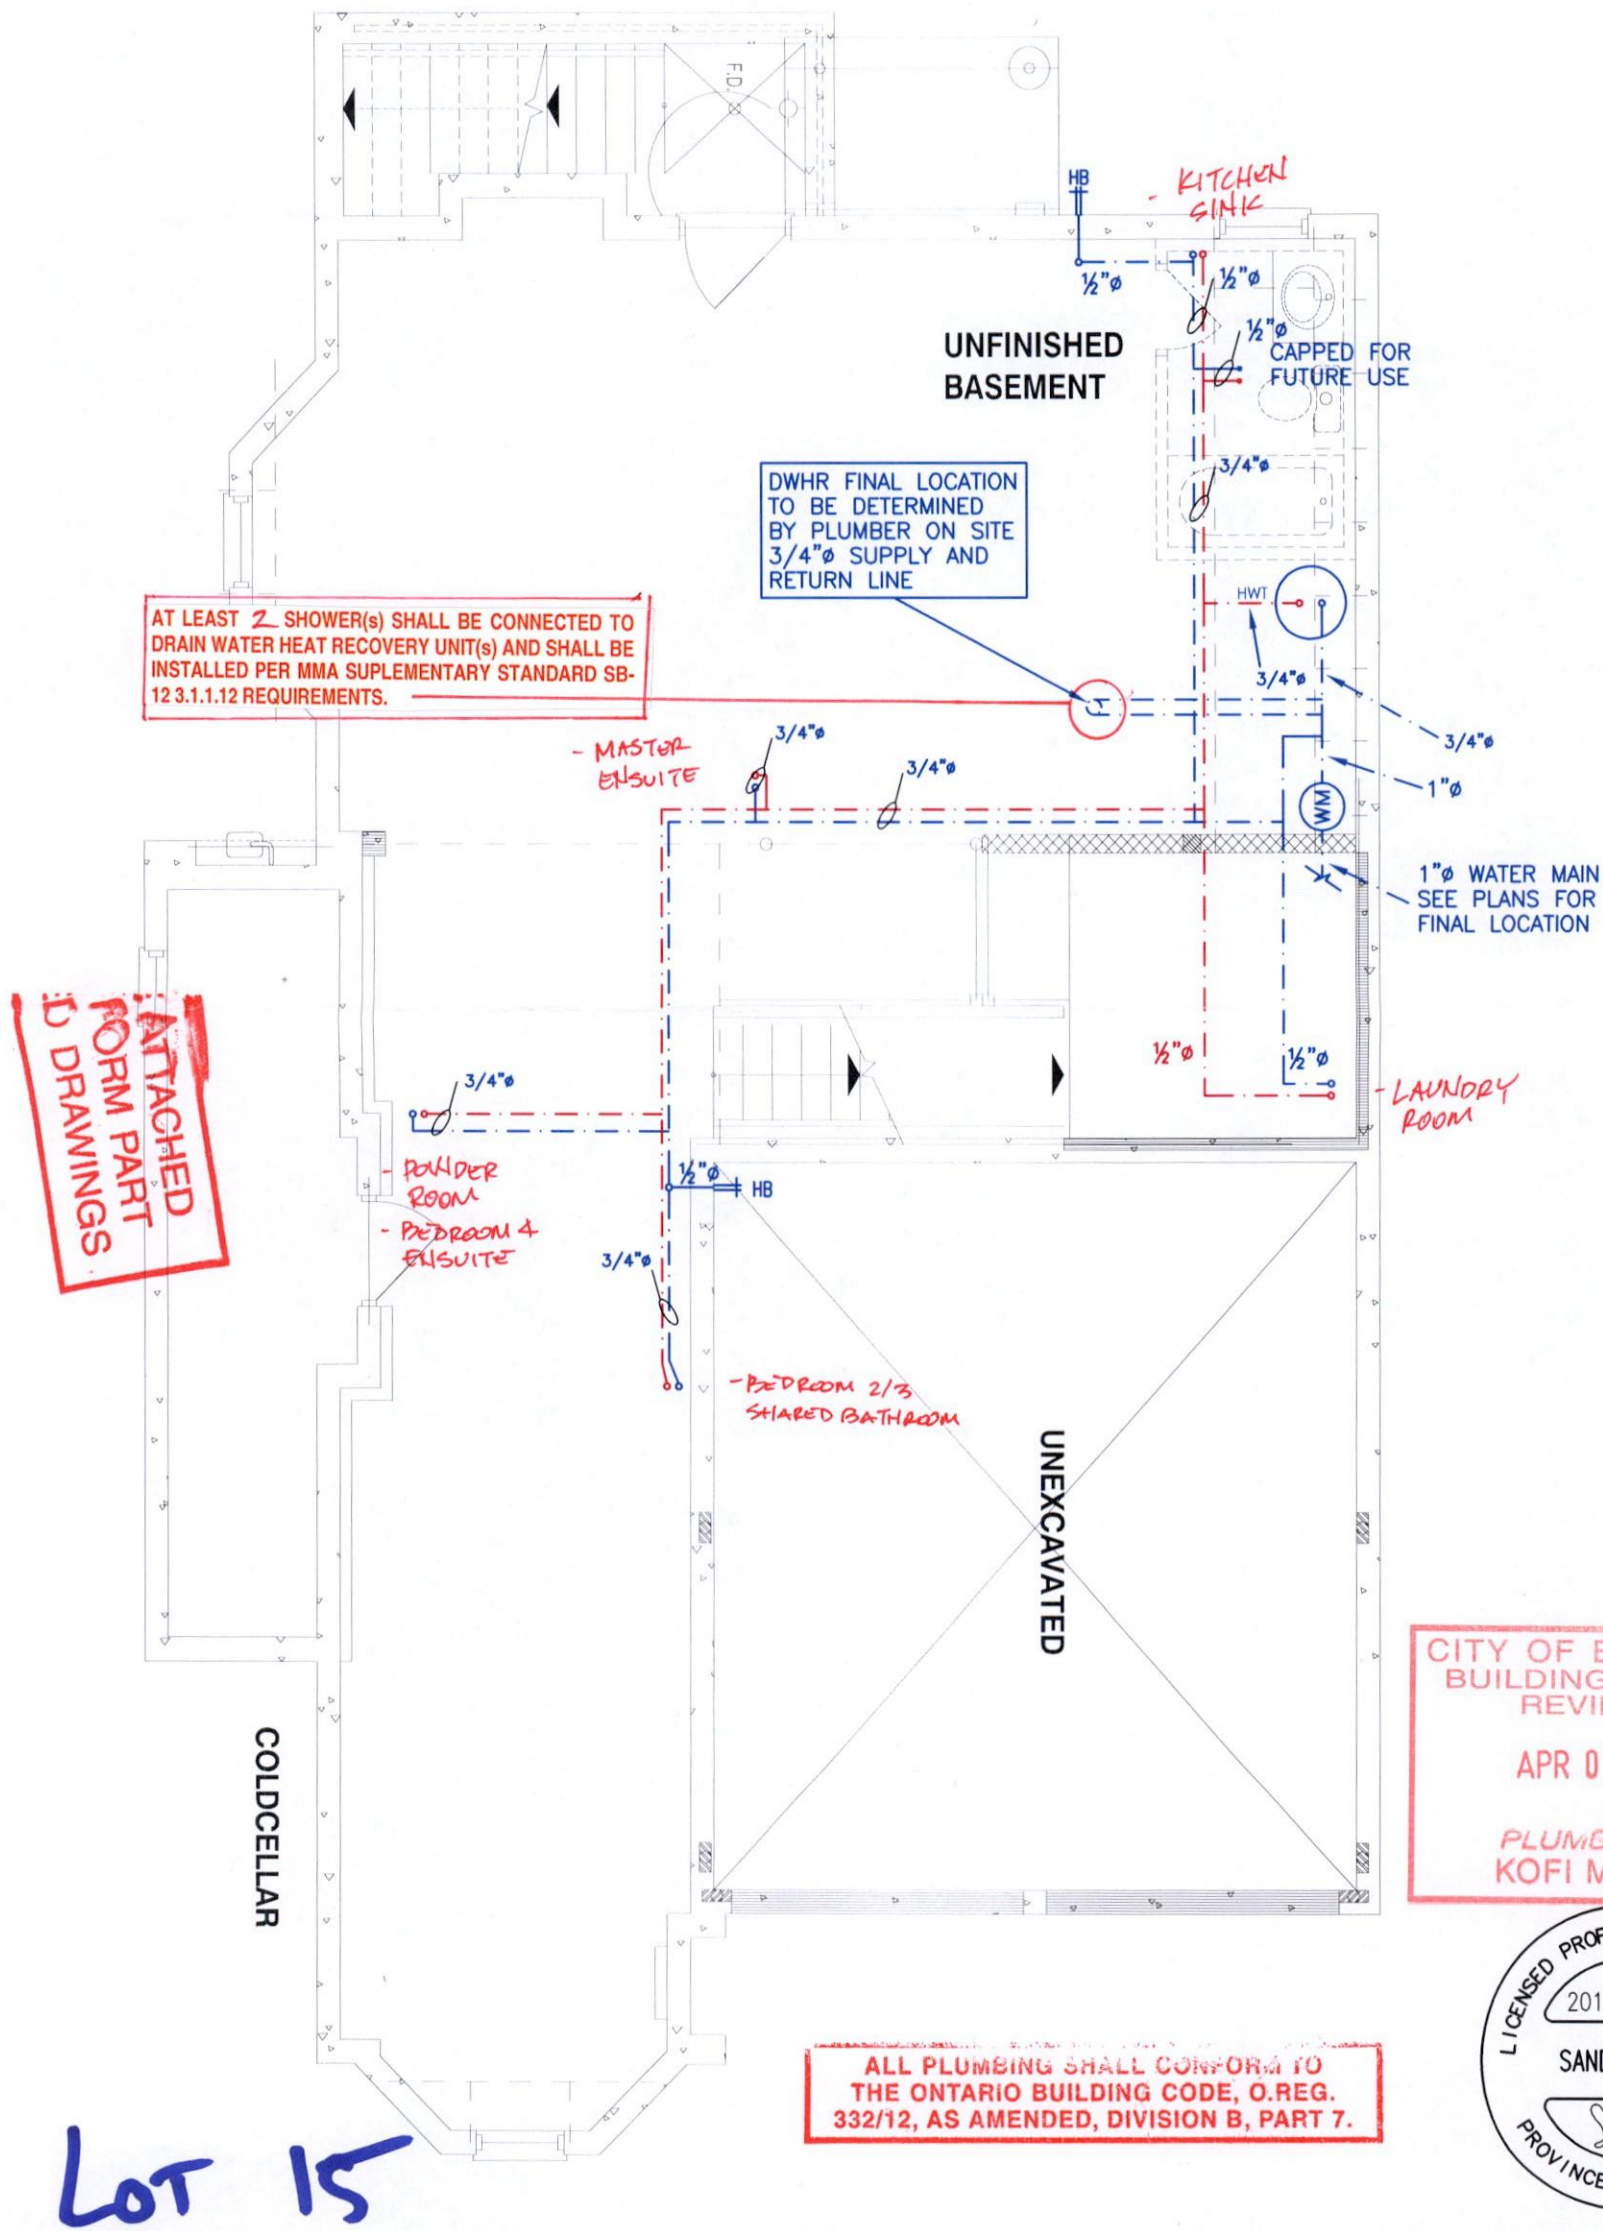 F.D.
HB
- KITCHEN
SINK
½"ø
½"ø
½"ø
CAPPED FOR
FUTURE USE
UNFINISHED
BASEMENT
3/4"ø
DWHR FINAL LOCATION
TO BE DETERMINED
BY PLUMBER ON SITE
3/4"ø SUPPLY AND
RETURN LINE
HWT
3/4"ø
AT LEAST 2 SHOWER(s) SHALL BE CONNECTED TO
DRAIN WATER HEAT RECOVERY UNIT(s) AND SHALL BE
INSTALLED PER MMA SUPLEMENTARY STANDARD SB-
12 3.1.1.12 REQUIREMENTS.
- MASTER
ENSUITE
3/4"ø
3/4"ø
3/4"ø
1"ø
WM
1"ø WATER MAIN
SEE PLANS FOR
FINAL LOCATION
ATTACHED
FORM PART
ED DRAWINGS
½"ø
½"ø
- LAUNDRY
ROOM
3/4"ø
- POWDER
ROOM
- BEDROOM 4
ENSUITE
½"ø
HB
3/4"ø
- BEDROOM 2/3
SHARED BATHROOM
UNEXCAVATED
COLDCELLAR
CITY OF
BUILDING
REVI
APR 0
PLUMB
KOFI M
LICENSED PROF
201
SAND
PROVINCE
ALL PLUMBING SHALL CONFORM TO
THE ONTARIO BUILDING CODE, O.REG.
332/12, AS AMENDED, DIVISION B, PART 7.
LOT 15